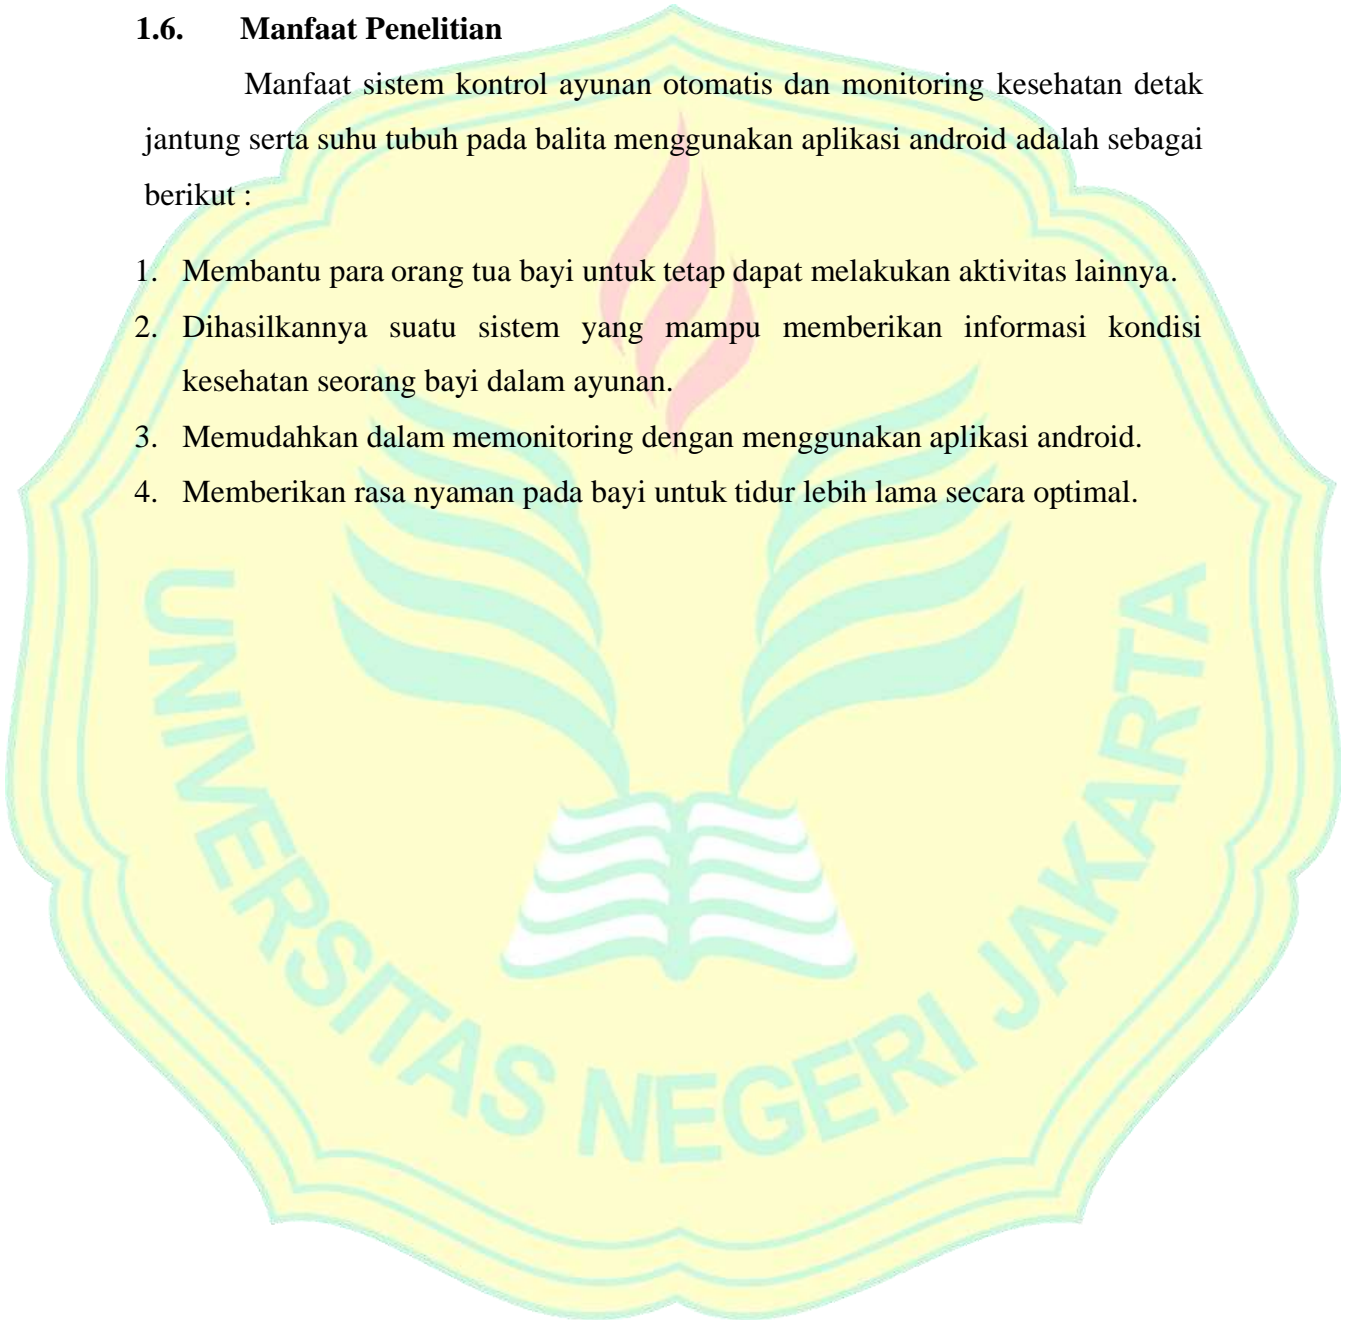 1.6. Manfaat Penelitian
Manfaat sistem kontrol ayunan otomatis dan monitoring kesehatan detak
jantung serta suhu tubuh pada balita menggunakan aplikasi android adalah sebagai
berikut :
1. Membantu para orang tua bayi untuk tetap dapat melakukan aktivitas lainnya.
2. Dihasilkannya suatu sistem yang mampu memberikan informasi kondisi
kesehatan seorang bayi dalam ayunan.
3. Memudahkan dalam memonitoring dengan menggunakan aplikasi android.
4. Memberikan rasa nyaman pada bayi untuk tidur lebih lama secara optimal.
UNIVERSITAS NEGERI JAKARTA